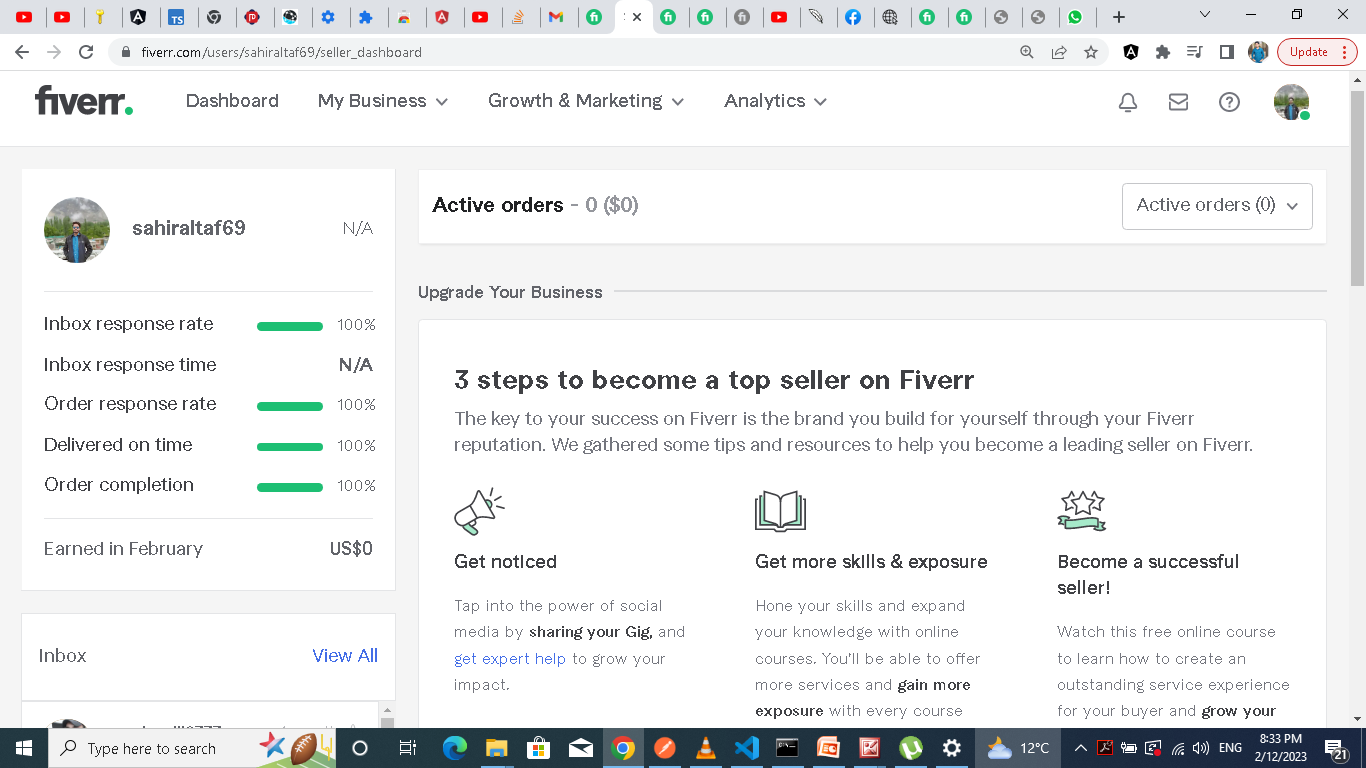 fiverr.com/users/sahiraltaf69/seller_dashboard
Update
fiverr.
Dashboard
My Business
Growth & Marketing
Analytics
sahiraltaf69
N/A
Inbox response rate
100%
Inbox response time
N/A
Order response rate
100%
Delivered on time
100%
Order completion
100%
Earned in February
US$0
Inbox
View All
Active orders - 0 ($0)
Active orders (0)
Upgrade Your Business
3 steps to become a top seller on Fiverr
The key to your success on Fiverr is the brand you build for yourself through your Fiverr
reputation. We gathered some tips and resources to help you become a leading seller on Fiverr.
Get noticed
Tap into the power of social
media by sharing your Gig, and
get expert help to grow your
impact.
Get more skills & exposure
Hone your skills and expand
your knowledge with online
courses. You'll be able to offer
more services and gain more
exposure with every course
Become a successful
seller!
Watch this free online course
to learn how to create an
outstanding service experience
for your buyer and grow your
Type here to search
12°C
ENG
8:33 PM
2/12/2023
21